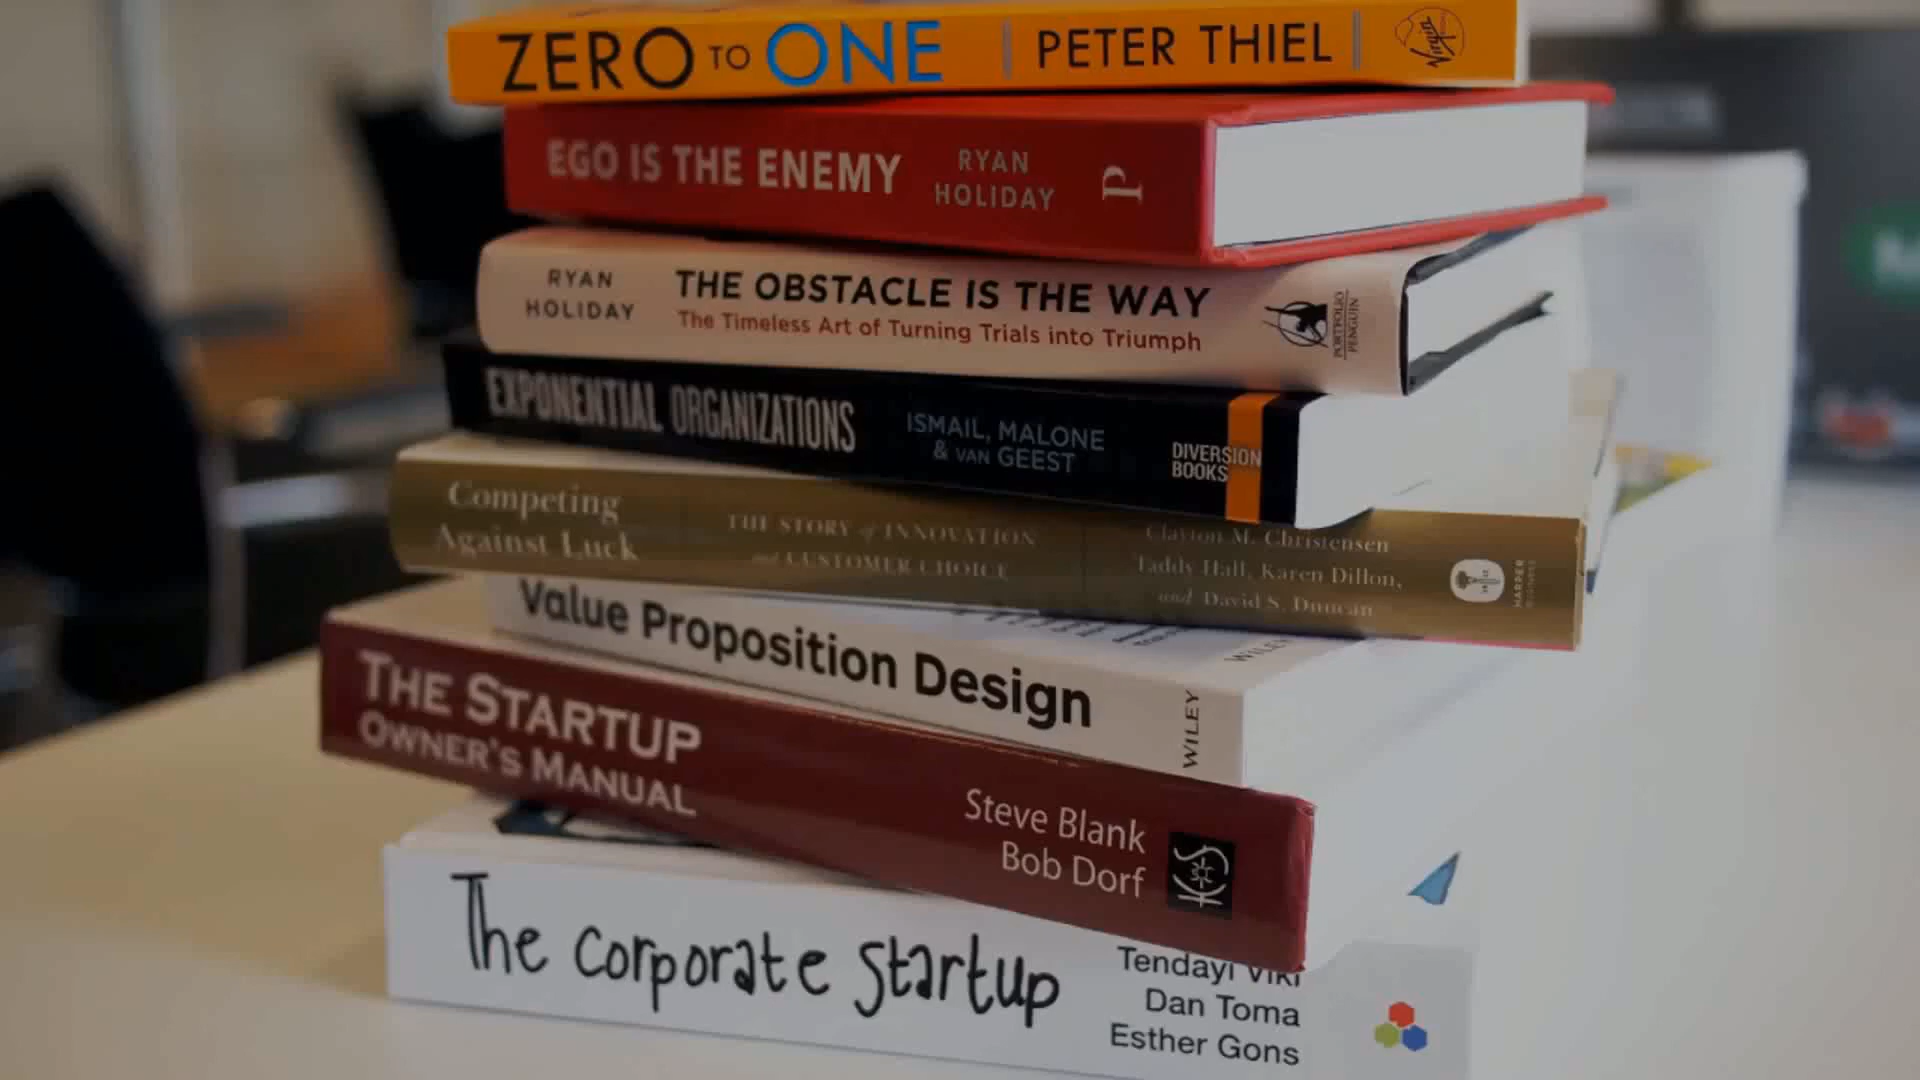 ZERO TO ONE PETER THIEL Virgin
EGO IS THE ENEMY RYAN HOLIDAY P
RYAN HOLIDAY THE OBSTACLE IS THE WAY
The Timeless Art of Turning Trials into Triumph
PORTFOLIO PENGUIN
EXPONENTIAL ORGANIZATIONS ISMAIL, MALONE & VAN GEEST DIVERSION BOOKS
Competing Against Luck
THE STORY of INNOVATION
and CUSTOMER CHOICE
Clayton M. Christensen
Taddy Hall, Karen Dillon,
and David S. Duncan
HARPER BUSINESS
Value Proposition Design WILEY
WILEY
THE STARTUP
OWNER'S MANUAL
Steve Blank
Bob Dorf
The corporate startup
Tendayi Viki
Dan Toma
Esther Gons